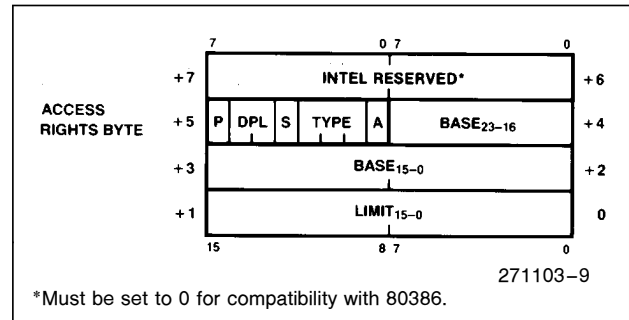 7 0 7 0
+7 INTEL RESERVED* +6
ACCESS
RIGHTS BYTE
+5 P DPL S TYPE A BASE23–16 +4
+3 BASE15–0 +2
+1 LIMIT15–0 0
15 8 7 0
271103–9
*Must be set to 0 for compatibility with 80386.